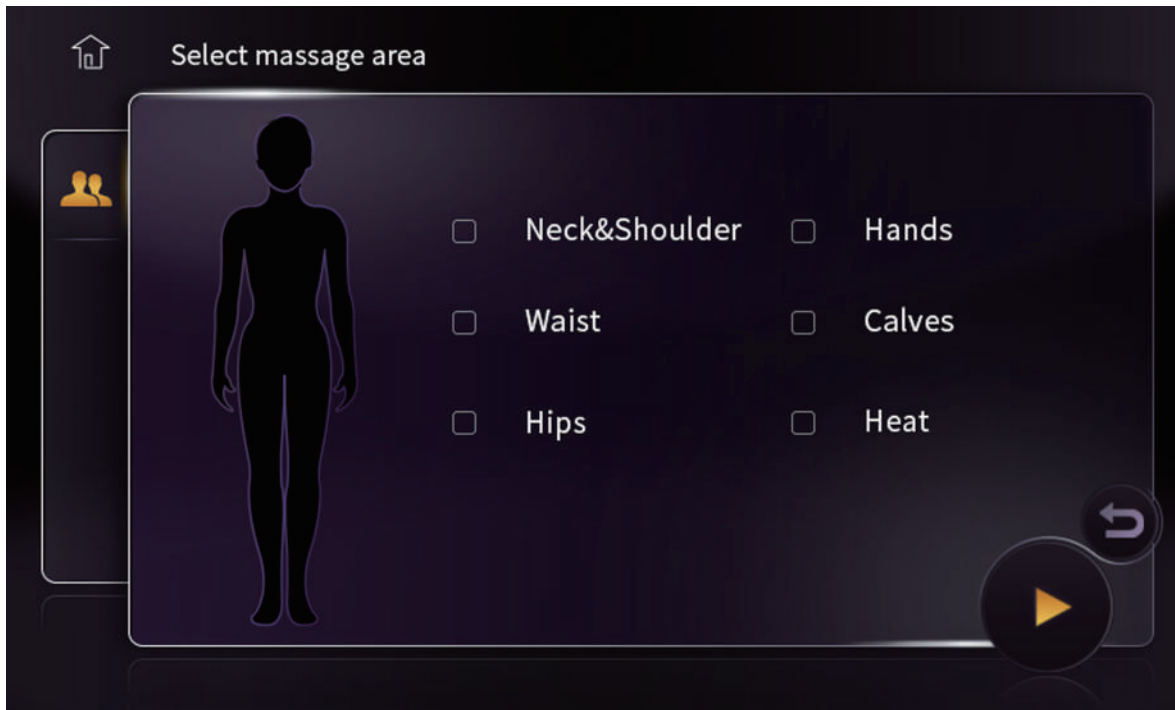 Select massage area
Neck&Shoulder
Hands
Waist
Calves
Hips
Heat